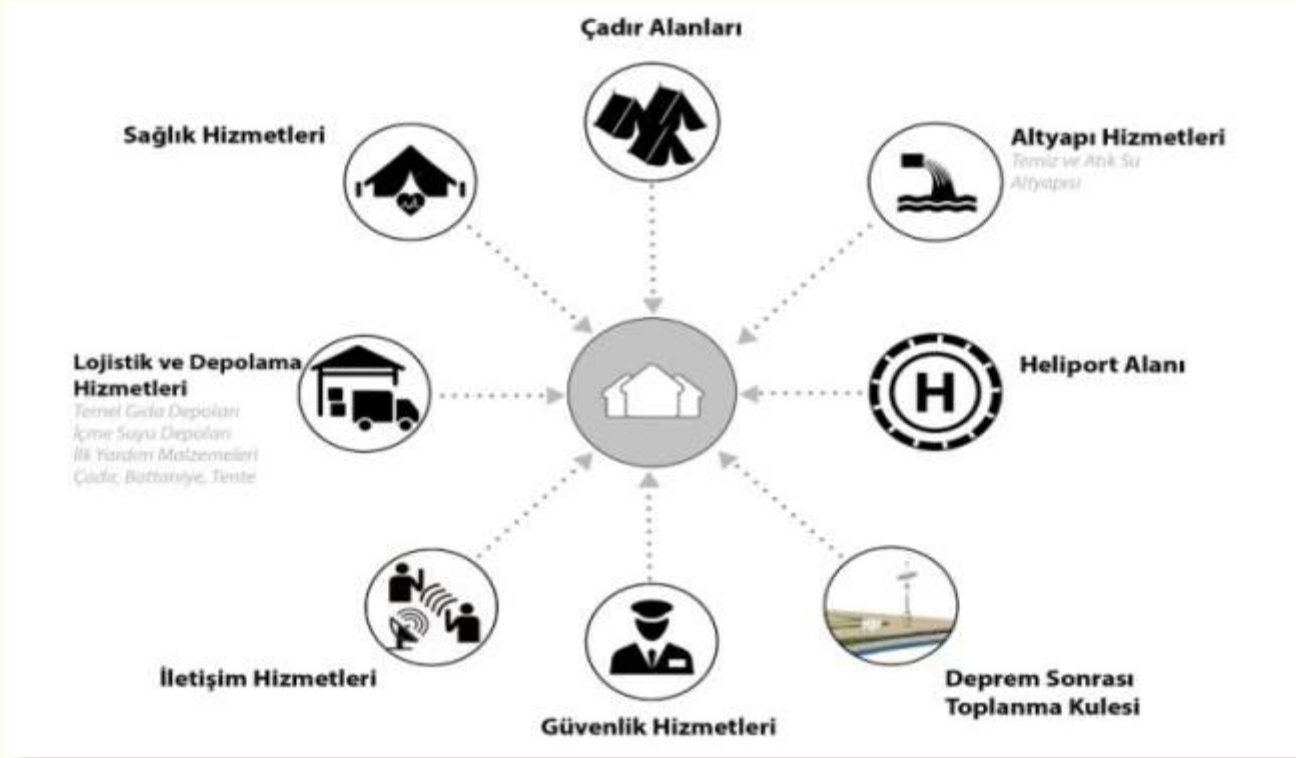 Çadır Alanları
Sağlık Hizmetleri
Altyapı Hizmetleri
Temiz ve Atık Su
Altyapısı
Lojistik ve Depolama
Hizmetleri
Temel Gıda Depoları
İçme Suyu Depoları
İlk Yardım Malzemeleri
Çadır, Battaniye, Tente
H
Heliport Alanı
İletişim Hizmetleri
Güvenlik Hizmetleri
Deprem Sonrası
Toplanma Kulesi